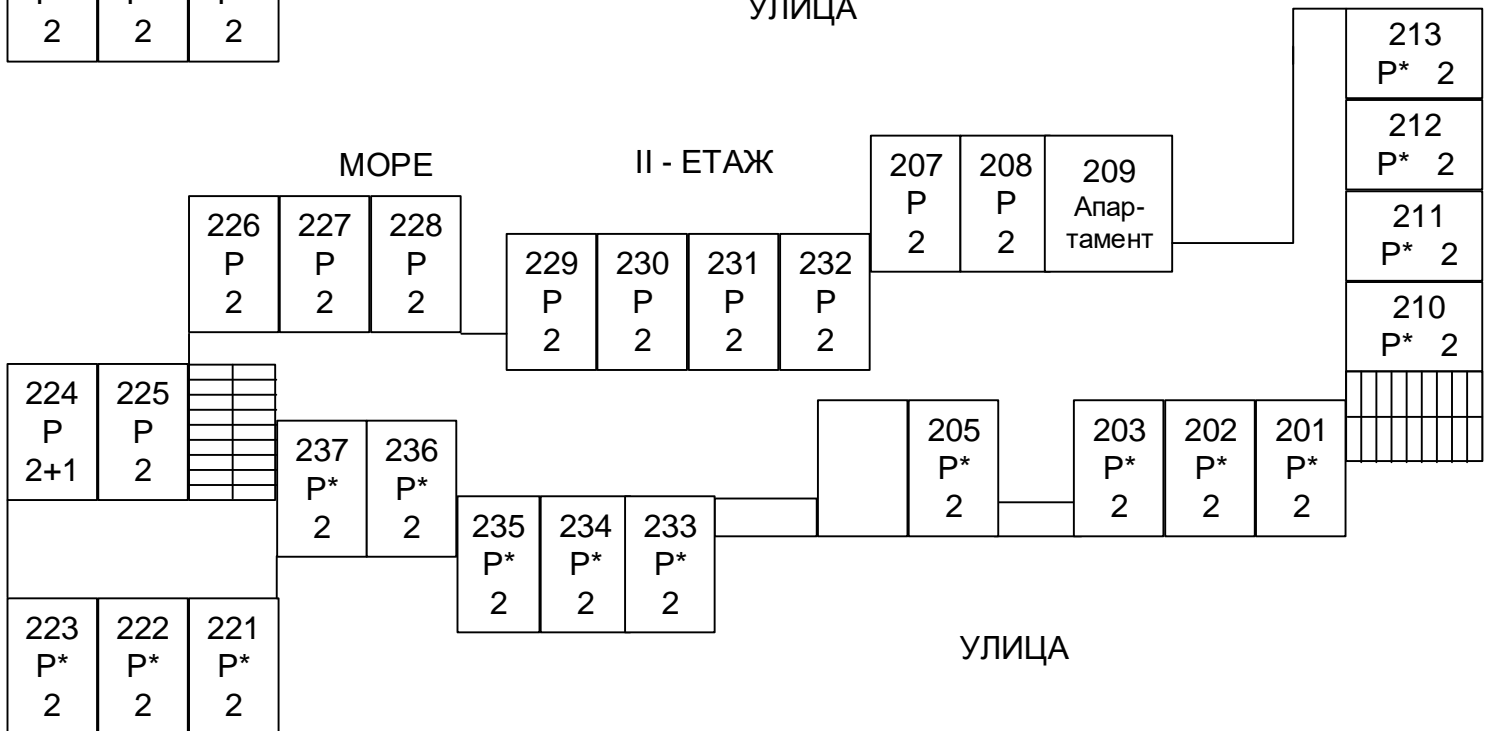 УЛИЦА
2
2
2
213
Р* 2
212
Р* 2
211
Р* 2
210
Р* 2
МОРЕ
II - ЕТАЖ
207
Р
2
208
Р
2
209
Апар-
тамент
226
Р
2
227
Р
2
228
Р
2
229
Р
2
230
Р
2
231
Р
2
232
Р
2
224
Р
2+1
225
Р
2
237
Р*
2
236
Р*
2
205
Р*
2
203
Р*
2
202
Р*
2
201
Р*
2
235
Р*
2
234
Р*
2
233
Р*
2
223
Р*
2
222
Р*
2
221
Р*
2
УЛИЦА